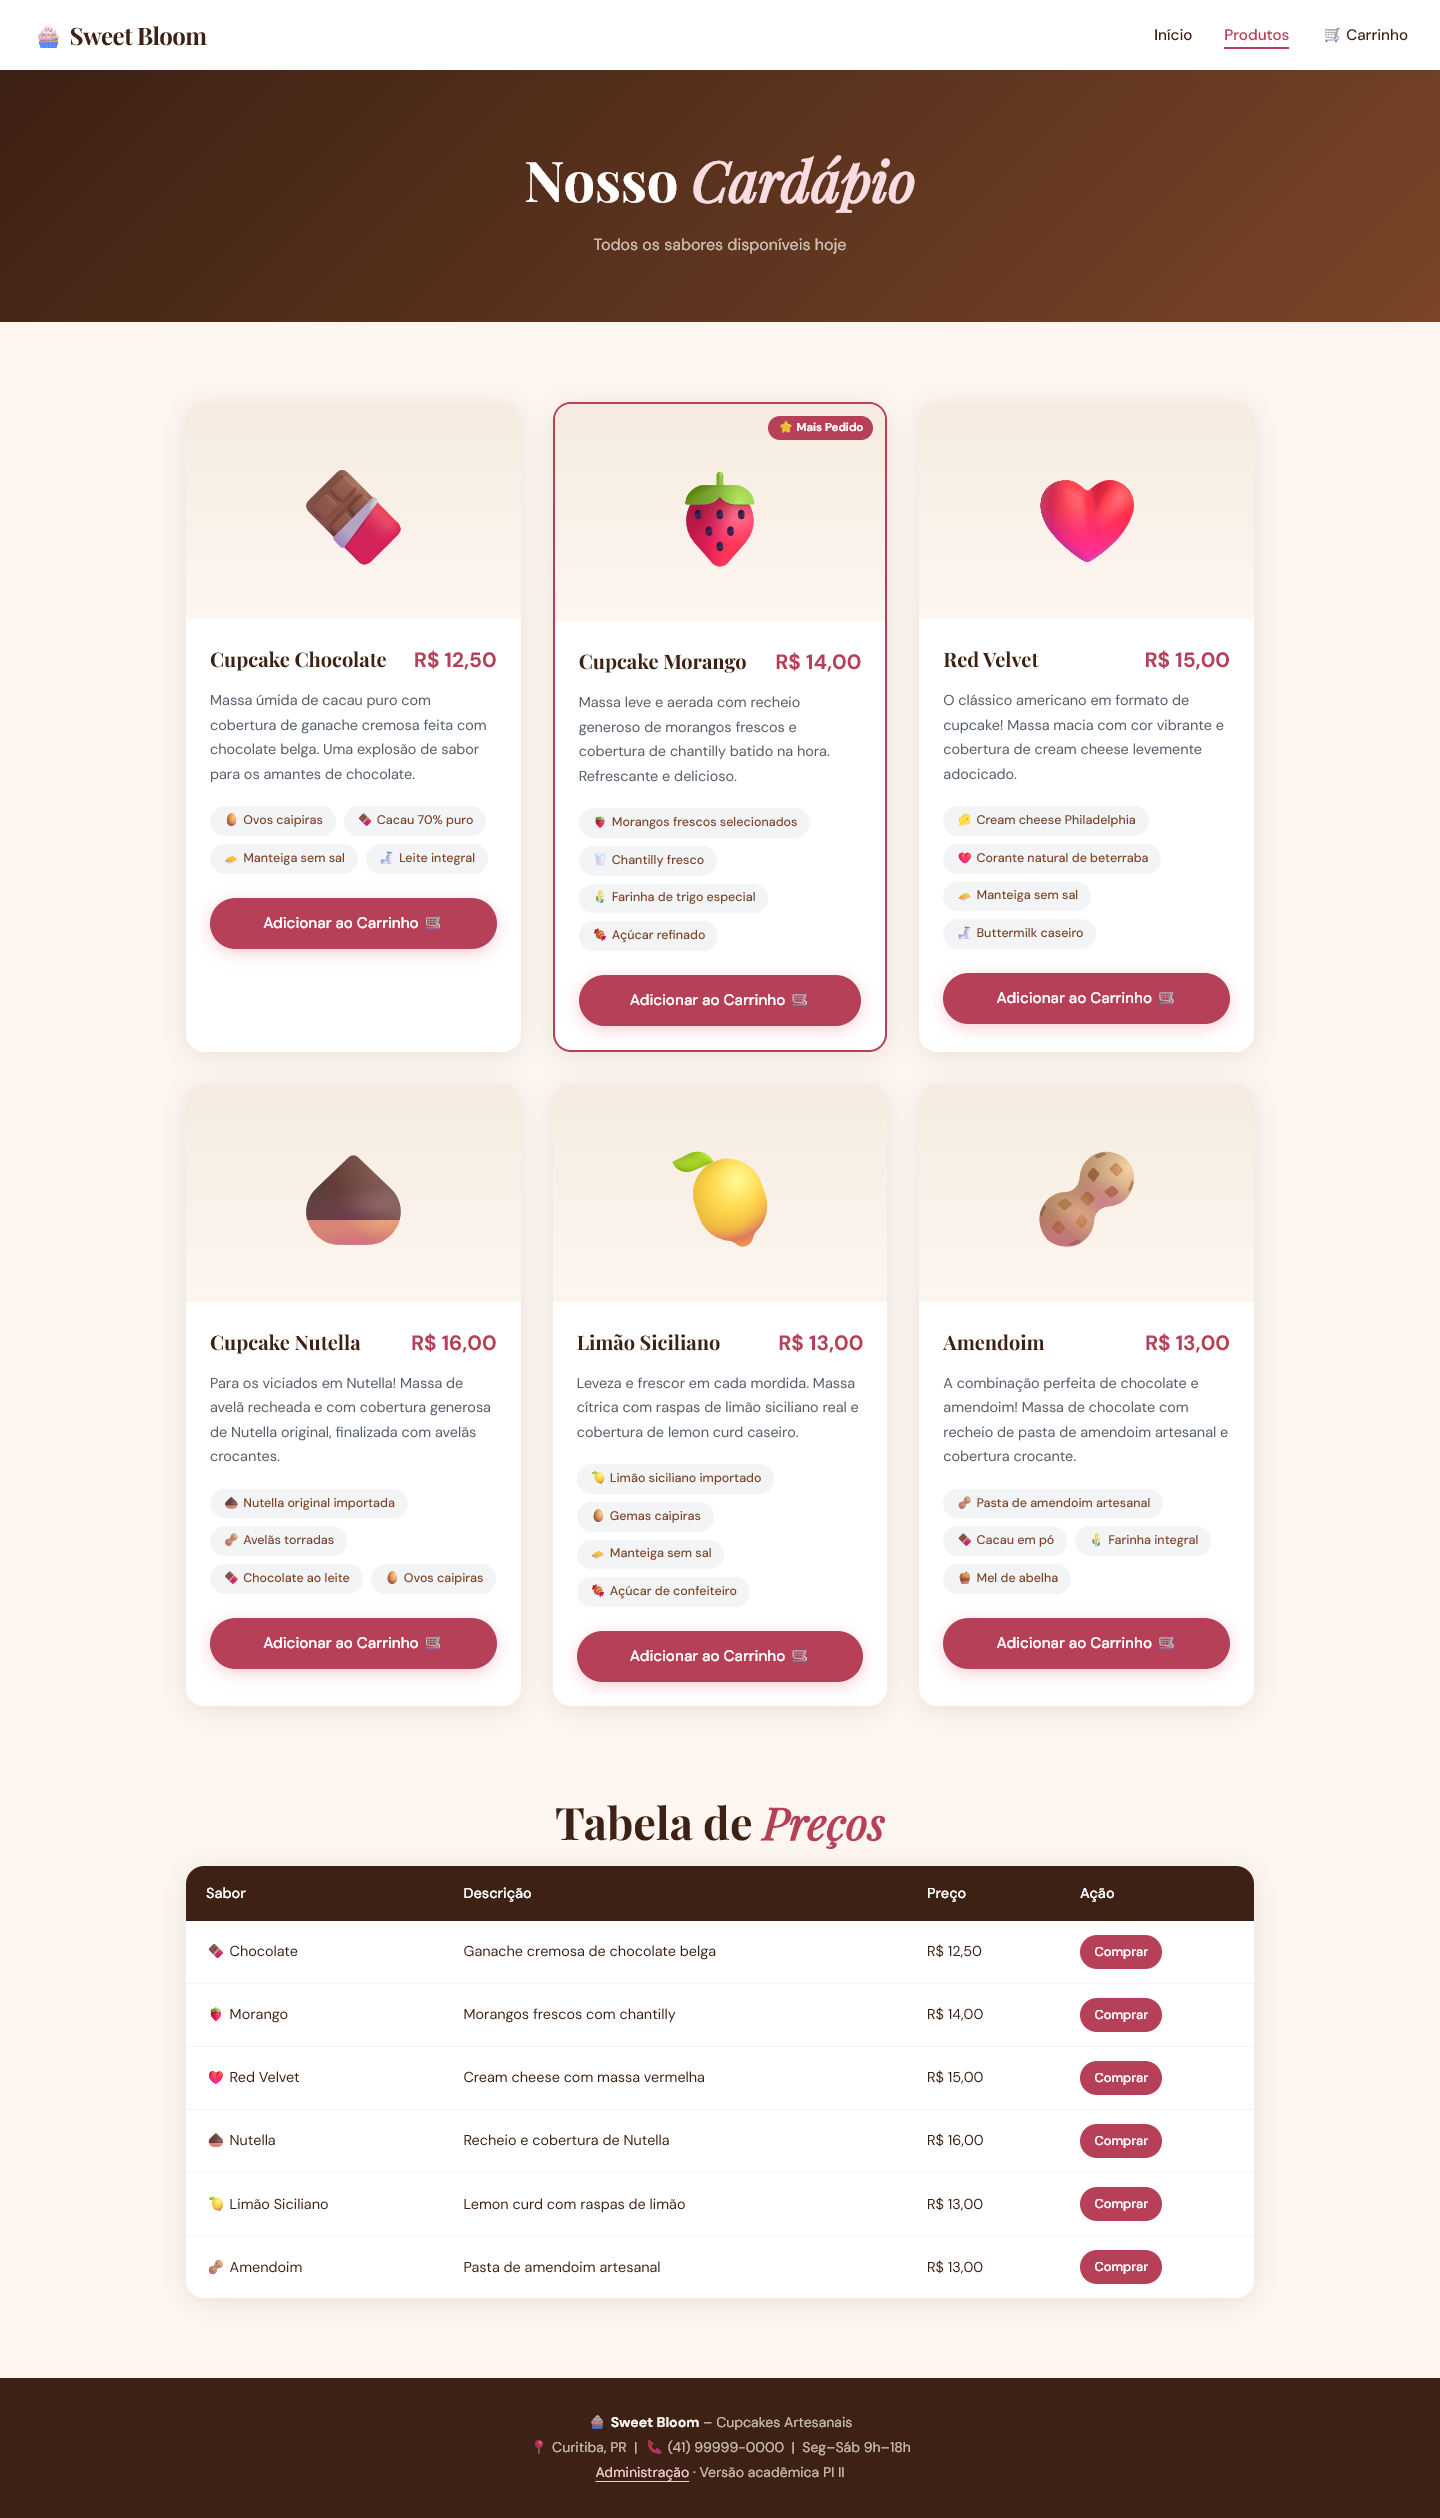 Sweet Bloom
Início Produtos Carrinho
Nosso Cardápio
Todos os sabores disponíveis hoje
Cupcake Chocolate R$ 12,50
Massa úmida de cacau puro com
cobertura de ganache cremosa feita com
chocolate belga. Uma explosão de sabor
para os amantes de chocolate.
Ovos caipiras Cacau 70% puro
Manteiga sem sal Leite integral
Adicionar ao Carrinho
Mais Pedido
Cupcake Morango R$ 14,00
Massa leve e aerada com recheio
generoso de morangos frescos e
cobertura de chantilly batido na hora.
Refrescante e delicioso.
Morangos frescos selecionados
Chantilly fresco
Farinha de trigo especial
Açúcar refinado
Adicionar ao Carrinho
Red Velvet R$ 15,00
O clássico americano em formato de
cupcake! Massa macia com cor vibrante e
cobertura de cream cheese levemente
adocicado.
Cream cheese Philadelphia
Corante natural de beterraba
Manteiga sem sal
Buttermilk caseiro
Adicionar ao Carrinho
Cupcake Nutella R$ 16,00
Para os viciados em Nutella! Massa de
avelã recheada e com cobertura generosa
de Nutella original, finalizada com avelãs
crocantes.
Nutella original importada
Avelãs torradas
Chocolate ao leite Ovos caipiras
Adicionar ao Carrinho
Limão Siciliano R$ 13,00
Leveza e frescor em cada mordida. Massa
cítrica com raspas de limão siciliano real e
cobertura de lemon curd caseiro.
Limão siciliano importado
Gemas caipiras
Manteiga sem sal
Açúcar de confeiteiro
Adicionar ao Carrinho
Amendoim R$ 13,00
A combinação perfeita de chocolate e
amendoim! Massa de chocolate com
recheio de pasta de amendoim artesanal e
cobertura crocante.
Pasta de amendoim artesanal
Cacau em pó Farinha integral
Mel de abelha
Adicionar ao Carrinho
Tabela de Preços
Sabor Descrição Preço Ação
Chocolate Ganache cremosa de chocolate belga R$ 12,50 Comprar
Morango Morangos frescos com chantilly R$ 14,00 Comprar
Red Velvet Cream cheese com massa vermelha R$ 15,00 Comprar
Nutella Recheio e cobertura de Nutella R$ 16,00 Comprar
Limão Siciliano Lemon curd com raspas de limão R$ 13,00 Comprar
Amendoim Pasta de amendoim artesanal R$ 13,00 Comprar
Sweet Bloom – Cupcakes Artesanais
Curitiba, PR | (41) 99999-0000 | Seg–Sáb 9h–18h
Administração · Versão acadêmica PI II